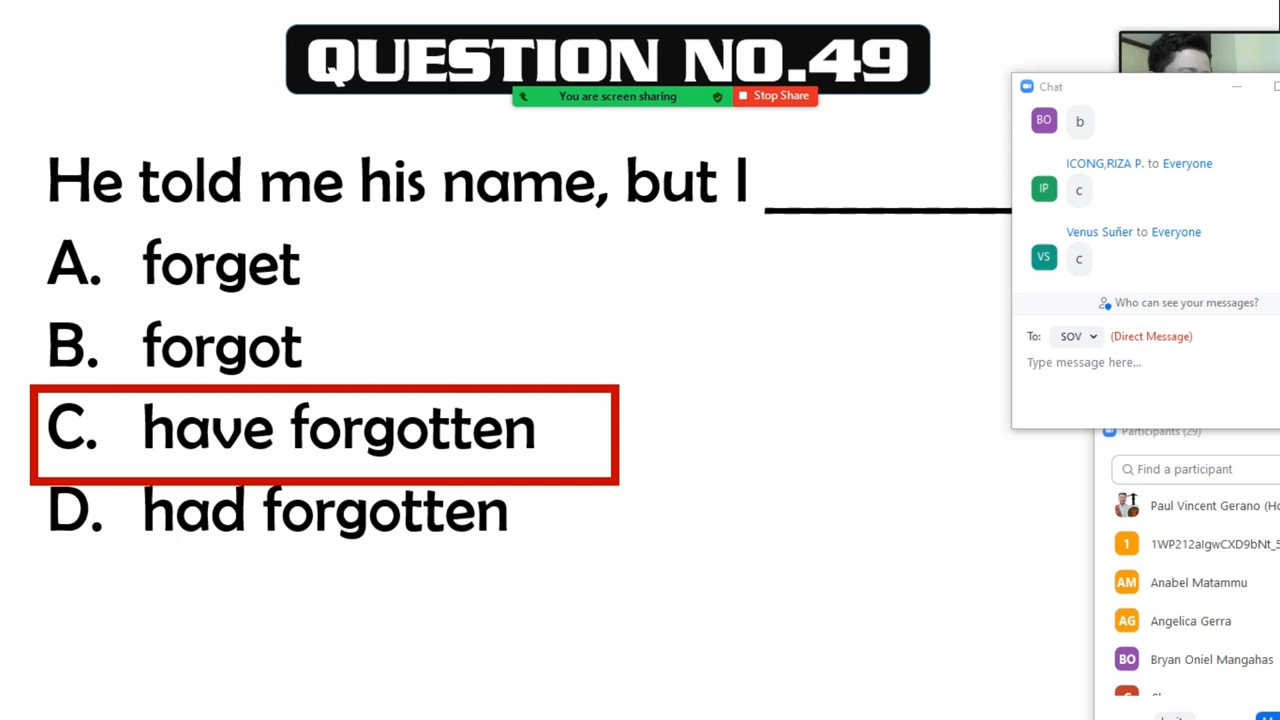 QUESTION NO.49
You are screen sharing
Stop Share
He told me his name, but I ____________
A. forget
B. forgot
C. have forgotten
D. had forgotten
Chat
BO
b
ICONG,RIZA P. to Everyone
IP
c
Venus Suñer to Everyone
VS
c
Who can see your messages?
To: SOV (Direct Message)
Type message here...
Participants (29)
Find a participant
Paul Vincent Gerano (Ho
1 1WP212aIgwCXD9bNt_5
AM Anabel Matammu
AG Angelica Gerra
BO Bryan Oniel Mangahas